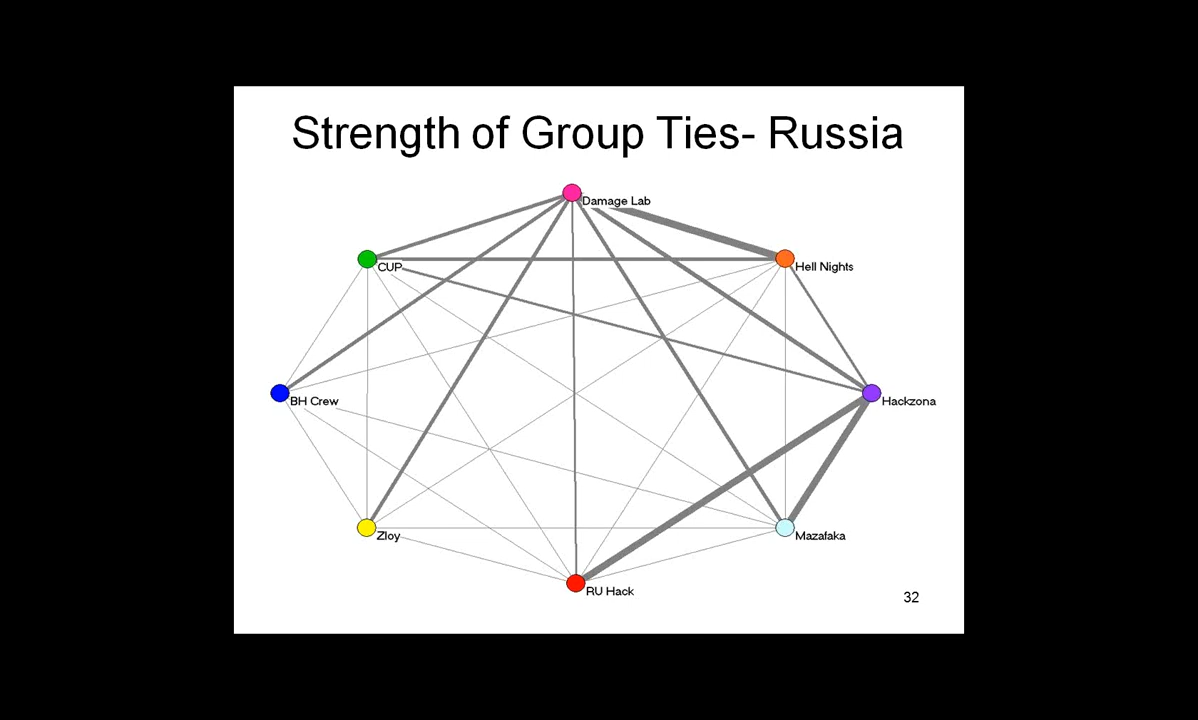 Strength of Group Ties- Russia
Damage Lab
CUP
Hell Nights
BH Crew
Hackzona
Zloy
Mazafaka
RU Hack
32